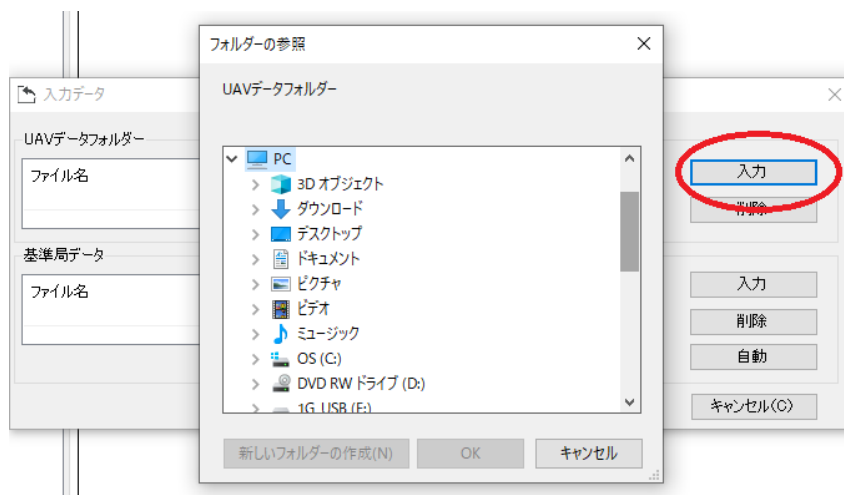 フォルダーの参照
UAVデータフォルダー
PC
3D オブジェクト
ダウンロード
デスクトップ
ドキュメント
ピクチャ
ビデオ
ミュージック
OS (C:)
DVD RW ドライブ (D:)
1G_USB (E:)
新しいフォルダーの作成(N)
OK
キャンセル
入力データ
UAVデータフォルダー
ファイル名
入力
削除
基準局データ
ファイル名
入力
削除
自動
キャンセル(C)